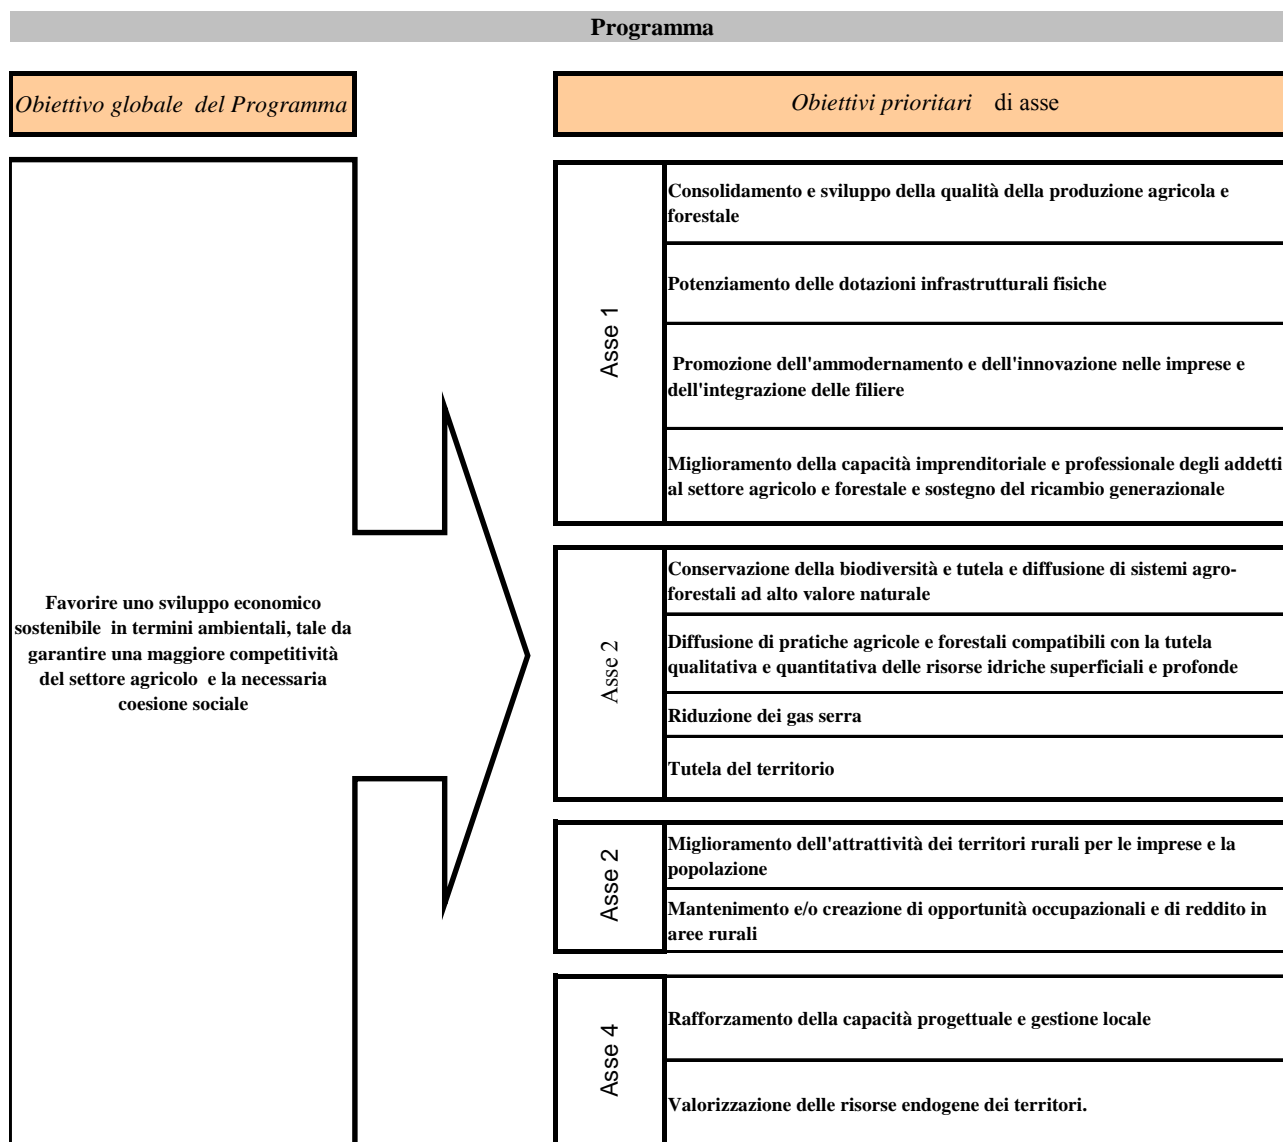 Programma
Obiettivo globale del Programma
Obiettivi prioritari di asse
Favorire uno sviluppo economico
sostenibile in termini ambientali, tale da
garantire una maggiore competitività
del settore agricolo e la necessaria
coesione sociale
Asse 1
Consolidamento e sviluppo della qualità della produzione agricola e
forestale
Potenziamento delle dotazioni infrastrutturali fisiche
Promozione dell'ammodernamento e dell'innovazione nelle imprese e
dell'integrazione delle filiere
Miglioramento della capacità imprenditoriale e professionale degli addetti
al settore agricolo e forestale e sostegno del ricambio generazionale
Asse 2
Conservazione della biodiversità e tutela e diffusione di sistemi agro-
forestali ad alto valore naturale
Diffusione di pratiche agricole e forestali compatibili con la tutela
qualitativa e quantitativa delle risorse idriche superficiali e profonde
Riduzione dei gas serra
Tutela del territorio
Asse 2
Miglioramento dell'attrattività dei territori rurali per le imprese e la
popolazione
Mantenimento e/o creazione di opportunità occupazionali e di reddito in
aree rurali
Asse 4
Rafforzamento della capacità progettuale e gestione locale
Valorizzazione delle risorse endogene dei territori.